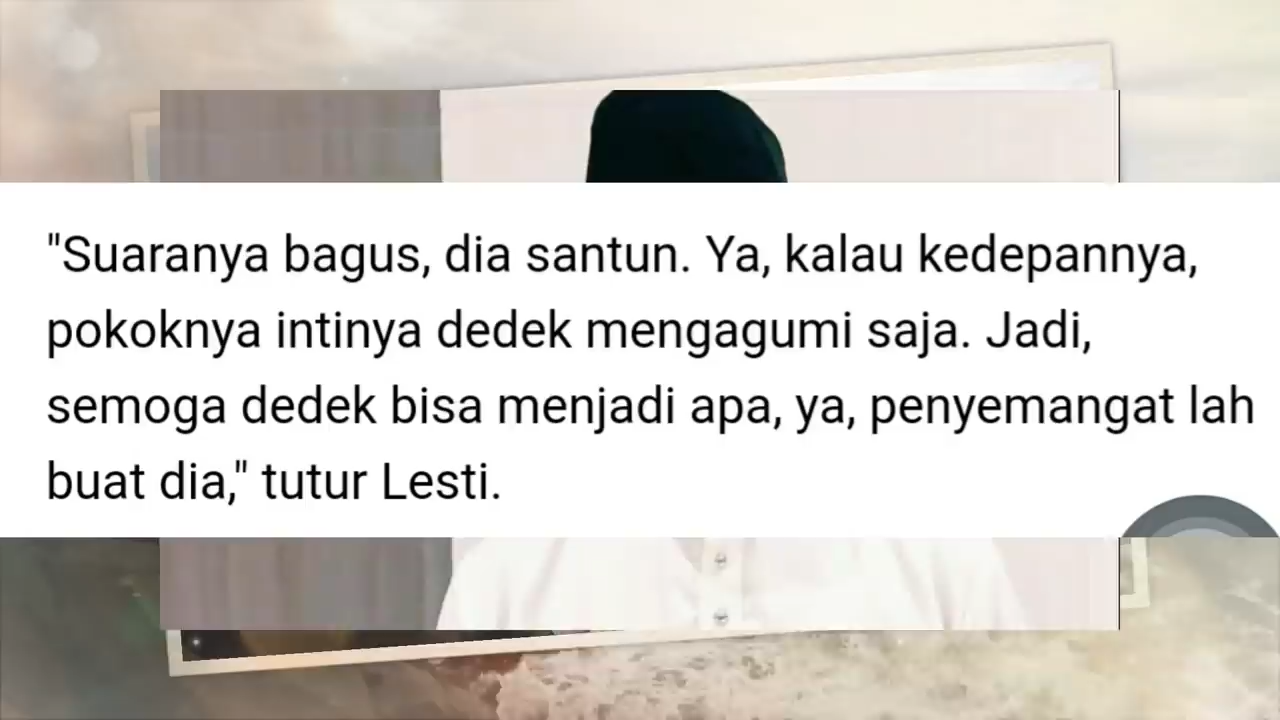 "Suaranya bagus, dia santun. Ya, kalau kedepannya,
pokoknya intinya dedek mengagumi saja. Jadi,
semoga dedek bisa menjadi apa, ya, penyemangat lah
buat dia," tutur Lesti.